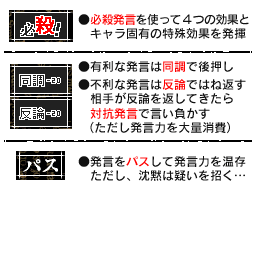 必殺!
●必殺発言を使って４つの効果と
キャラ固有の特殊効果を発揮
同調-20
●有利な発言は同調で後押し
反論-20
●不利な発言は反論ではね返す
相手が反論を返してきたら
対抗発言で言い負かす
（ただし発言力を大量消費）
パス
●発言をパスして発言力を温存
ただし、沈黙は疑いを招く…